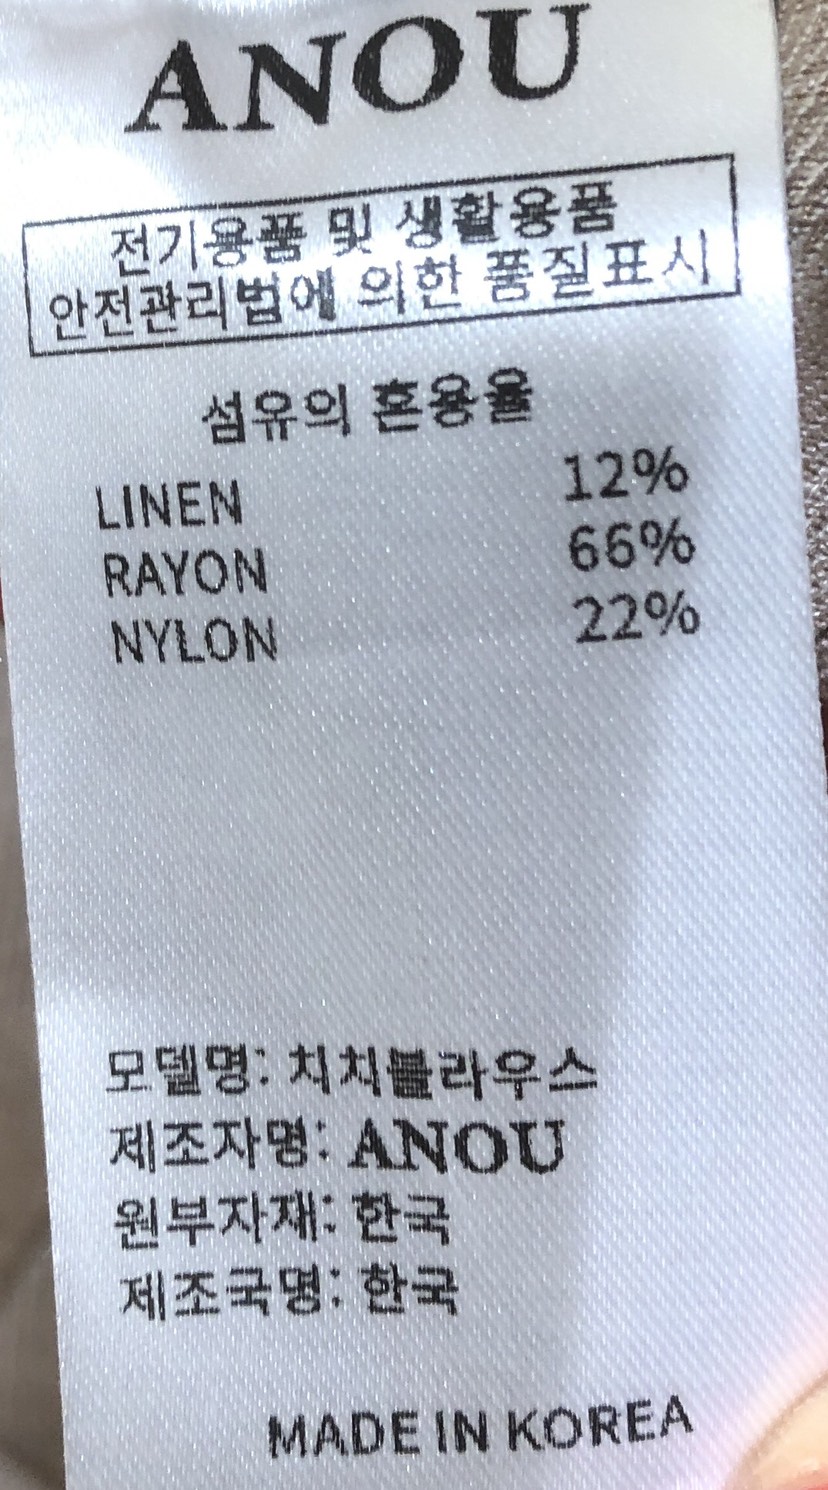 ANOU
전기용품 및 생활용품
안전관리법에 의한 품질표시
섬유의 혼용율
LINEN 12%
RAYON 66%
NYLON 22%
모델명: 치치블라우스
제조자명: ANOU
원부자재: 한국
제조국명: 한국
MADE IN KOREA